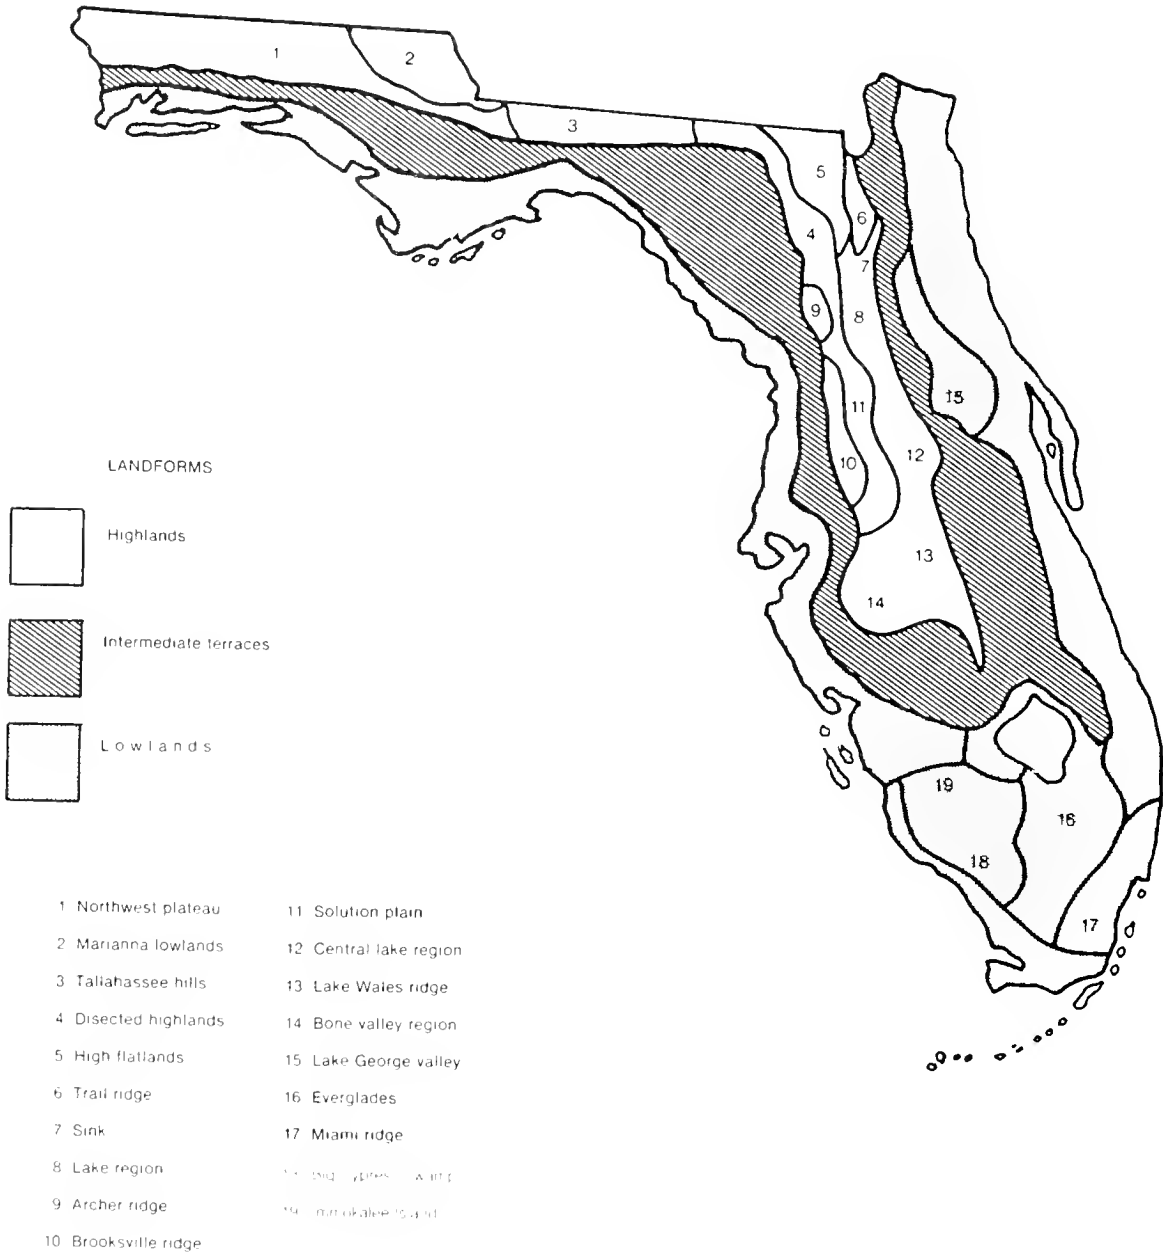 1
2
3
5
6
4
7
9
8
15
11
12
10
13
14
19
16
18
17
LANDFORMS
Highlands
Intermediate terraces
Lowlands
1 Northwest plateau
2 Marianna lowlands
3 Tallahassee hills
4 Disected highlands
5 High flatlands
6 Trail ridge
7 Sink
8 Lake region
9 Archer ridge
10 Brooksville ridge
11 Solution plain
12 Central lake region
13 Lake Wales ridge
14 Bone valley region
15 Lake George valley
16 Everglades
17 Miami ridge
19